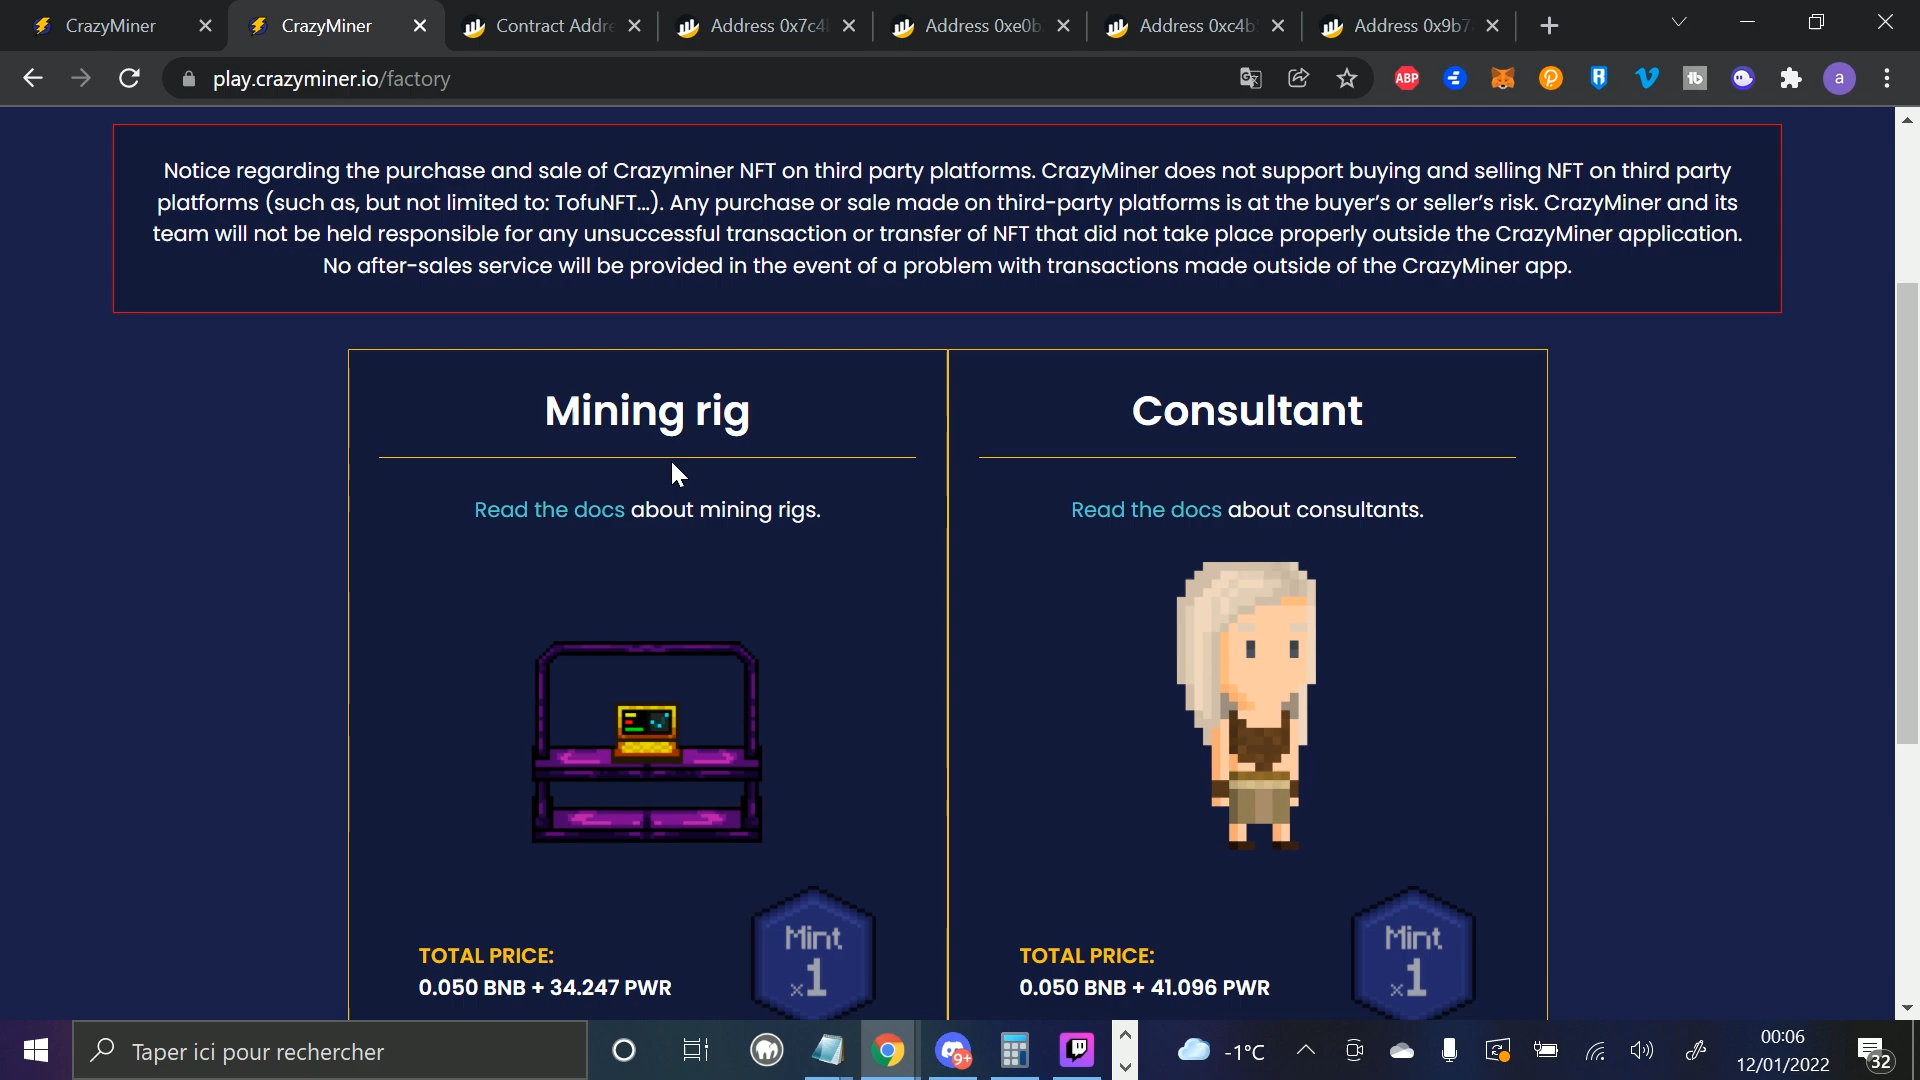 CrazyMiner
CrazyMiner
Contract Addre
Address 0x7c4b
Address 0xe0b
Address 0xc4b
Address 0x9b7
play.crazyminer.io/factory
ABP
a
Notice regarding the purchase and sale of Crazyminer NFT on third party platforms. CrazyMiner does not support buying and selling NFT on third party
platforms (such as, but not limited to: TofuNFT...). Any purchase or sale made on third-party platforms is at the buyer's or seller's risk. CrazyMiner and its
team will not be held responsible for any unsuccessful transaction or transfer of NFT that did not take place properly outside the CrazyMiner application.
No after-sales service will be provided in the event of a problem with transactions made outside of the CrazyMiner app.
Mining rig
Read the docs about mining rigs.
TOTAL PRICE:
0.050 BNB + 34.247 PWR
Mint
x1
Consultant
Read the docs about consultants.
TOTAL PRICE:
0.050 BNB + 41.096 PWR
Mint
x1
Taper ici pour rechercher
9+
-1°C
00:06
12/01/2022
32